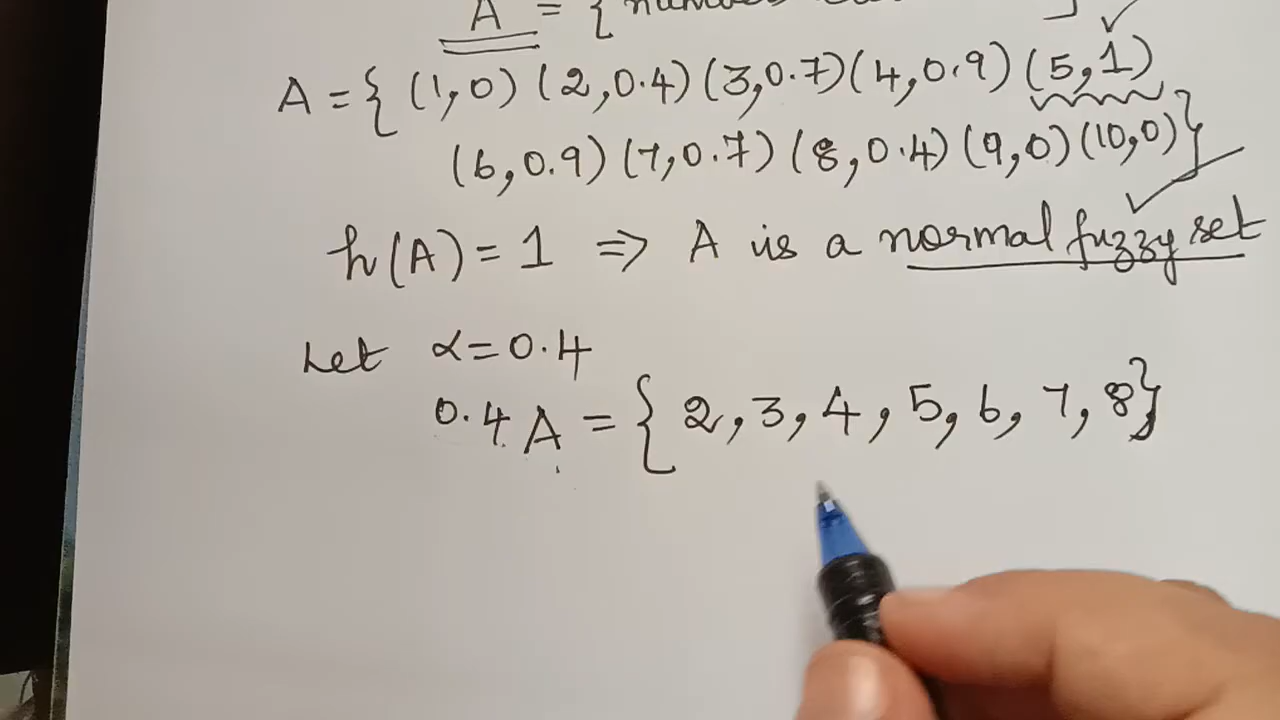 A = {
A = { (1,0) (2,0.4) (3,0.7) (4,0.9) (5,1)
(6,0.9) (7,0.7) (8,0.4) (9,0) (10,0) }
h(A) = 1 ⇒ A is a normal fuzzy set
Let α = 0.4
0.4 A = { 2, 3, 4, 5, 6, 7, 8 }